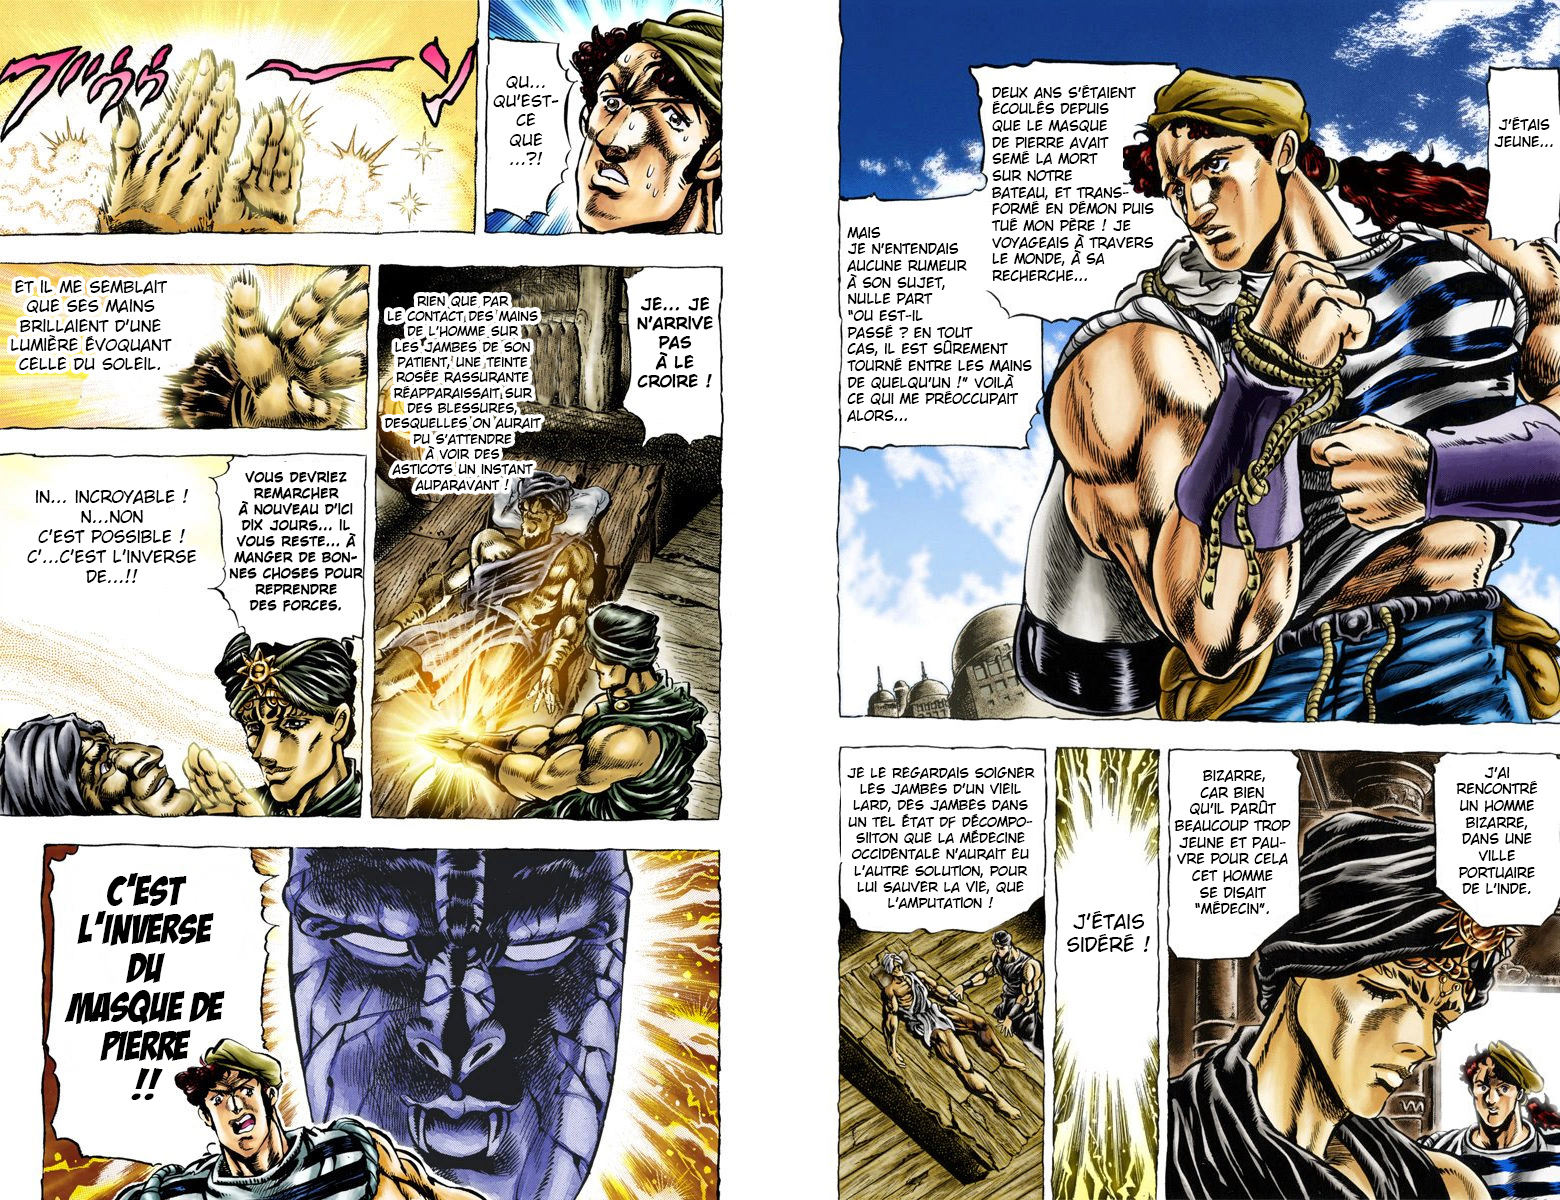 J'ÉTAIS
JEUNE...
DEUX ANS S'ÉTAIENT
ÉCOULÉS DEPUIS
QUE LE MASQUE
DE PIERRE AVAIT
SEMÉ LA MORT
SUR NOTRE
BATEAU, ET TRANS-
FORMÉ EN DÉMON PUIS
TUÉ MON PÈRE ! JE
VOYAGEAIS À TRAVERS
LE MONDE, À SA
RECHERCHE...
MAIS
JE N'ENTENDAIS
AUCUNE RUMEUR
À SON SUJET,
NULLE PART
"OU EST-IL
PASSÉ ? EN TOUT
CAS, IL EST SÛREMENT
TOURNÉ ENTRE LES MAINS
DE QUELQU'UN !" VOILÀ
CE QUI ME PRÉOCCUPAIT
ALORS...
J'AI
RENCONTRÉ
UN HOMME
BIZARRE,
DANS UNE
VILLE
PORTUAIRE
DE L'INDE.
BIZARRE,
CAR BIEN
QU'IL PARÛT
BEAUCOUP TROP
JEUNE ET PAU-
VRE POUR CELA
CET HOMME
SE DISAIT
"MÉDECIN".
J'ÉTAIS
SIDÉRÉ !
JE LE REGARDAIS SOIGNER
LES JAMBES D'UN VIEIL
LARD, DES JAMBES DANS
UN TEL ÉTAT DF DÉCOMPO-
SIITON QUE LA MÉDECINE
OCCIDENTALE N'AURAIT EU
L'AUTRE SOLUTION, POUR
LUI SAUVER LA VIE, QUE
L'AMPUTATION !
QU...
QU'EST-
CE
QUE
...?!
ブゥゥゥーーン
JE... JE
N'ARRIVE
PAS
À LE
CROIRE !
RIEN QUE PAR
LE CONTACT DES MAINS
DE L'HOMME SUR
LES JAMBES DE SON
PATIENT, UNE TEINTE
ROSÉE RASSURANTE
RÉAPPARAISSAIT SUR
DES BLESSURES,
DESQUELLES ON AURAIT
PU S'ATTENDRE
À VOIR DES
ASTICOTS UN INSTANT
AUPARAVANT !
ET IL ME SEMBLAIT
QUE SES MAINS
BRILLAIENT D'UNE
LUMIÈRE ÉVOQUANT
CELLE DU SOLEIL.
VOUS DEVRIEZ
REMARCHER
À NOUVEAU D'ICI
DIX JOURS... IL
VOUS RESTE... À
MANGER DE BON-
NES CHOSES POUR
REPRENDRE
DES FORCES.
IN... INCROYABLE !
N...NON
C'EST POSSIBLE !
C'...C'EST L'INVERSE
DE...!!
C'EST
L'INVERSE
DU
MASQUE DE
PIERRE
!!